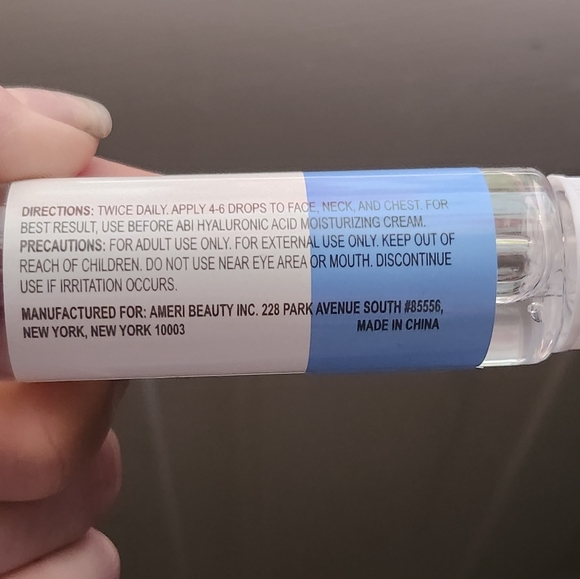 DIRECTIONS: TWICE DAILY. APPLY 4-6 DROPS TO FACE, NECK, AND CHEST. FOR
BEST RESULT, USE BEFORE ABI HYALURONIC ACID MOISTURIZING CREAM.
PRECAUTIONS: FOR ADULT USE ONLY. FOR EXTERNAL USE ONLY. KEEP OUT OF
REACH OF CHILDREN. DO NOT USE NEAR EYE AREA OR MOUTH. DISCONTINUE
USE IF IRRITATION OCCURS.
MANUFACTURED FOR: AMERI BEAUTY INC. 228 PARK AVENUE SOUTH #85556,
NEW YORK, NEW YORK 10003 MADE IN CHINA